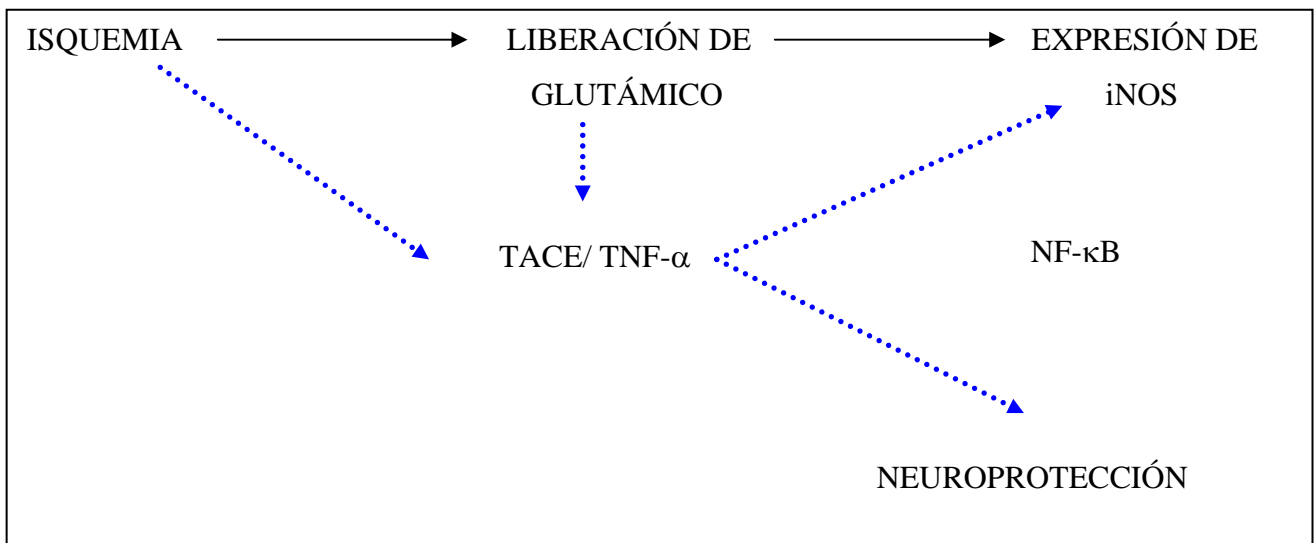 ISQUEMIA
LIBERACIÓN DE
EXPRESIÓN DE
GLUTÁMICO
iNOS
TACE/ TNF-α
NF-κB
NEUROPROTECCIÓN